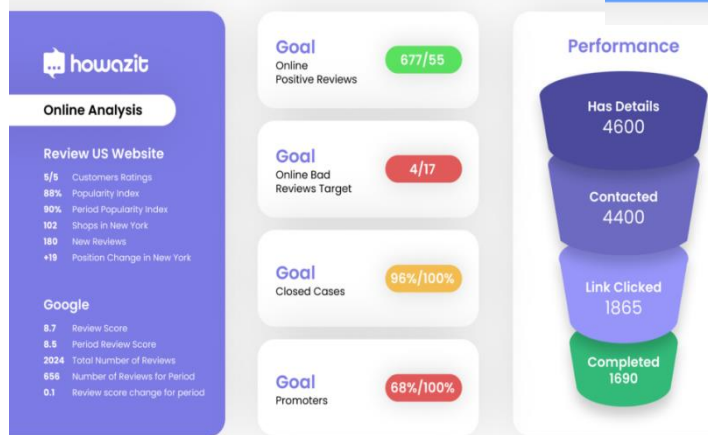 howazit
Online Analysis
Review US Website
5/5 Customers Ratings
88% Popularity Index
90% Period Popularity Index
102 Shops in New York
180 New Reviews
+19 Position Change in New York
Google
8.7 Review Score
8.5 Period Review Score
2024 Total Number of Reviews
656 Number of Reviews for Period
0.1 Review score change for period
Goal
Online
Positive Reviews
677/55
Goal
Online Bad
Reviews Target
4/17
Goal
Closed Cases
96%/100%
Goal
Promoters
68%/100%
Performance
Has Details
4600
Contacted
4400
Link Clicked
1865
Completed
1690